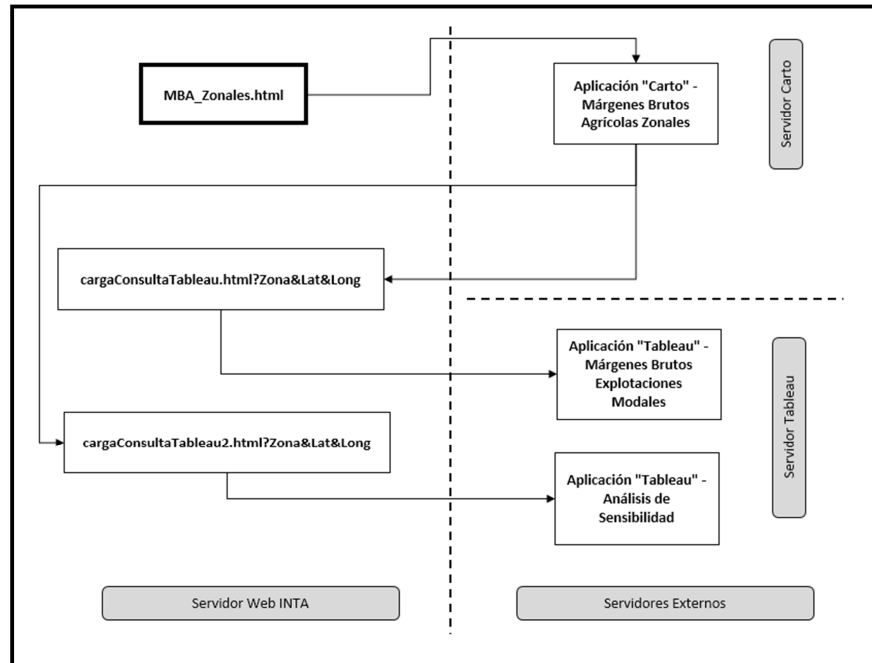 MBA_Zonales.html
Aplicación "Carto" -
Márgenes Brutos
Agrícolas Zonales
Servidor Carto
cargaConsultaTableau.html?Zona&Lat&Long
Aplicación "Tableau" -
Márgenes Brutos
Explotaciones
Modales
Servidor Tableau
cargaConsultaTableau2.html?Zona&Lat&Long
Aplicación "Tableau" -
Análisis de
Sensibilidad
Servidor Web INTA
Servidores Externos